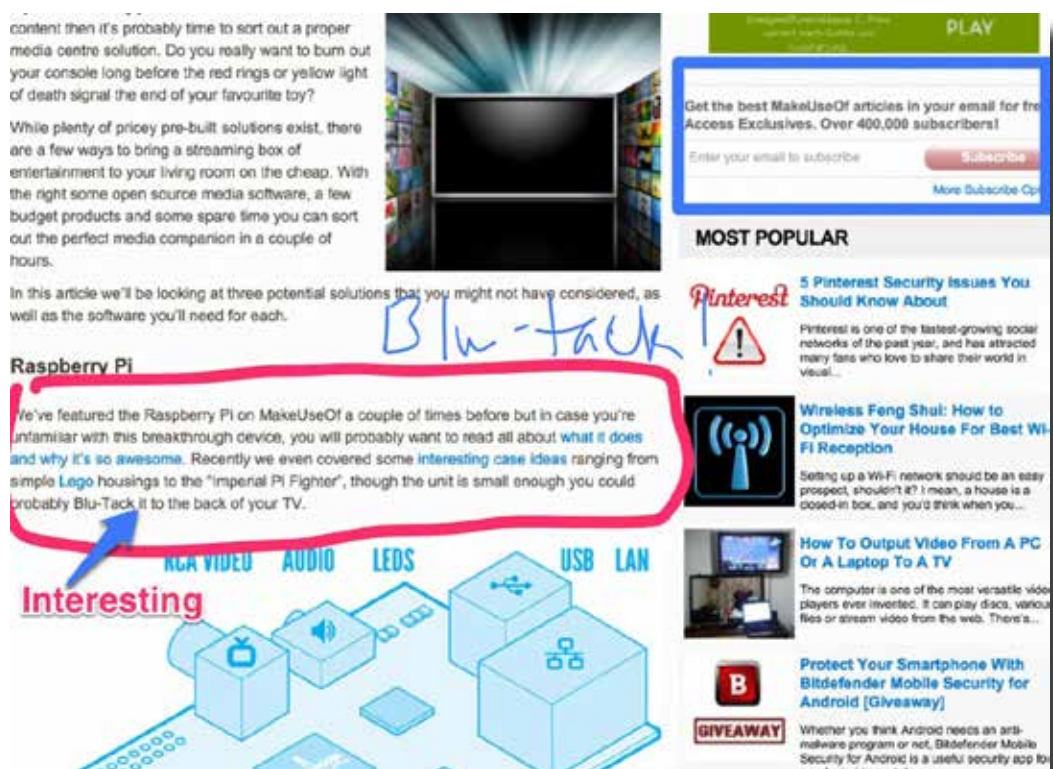 content then it's probably time to sort out a proper
media centre solution. Do you really want to burn out
your console long before the red rings or yellow light
of death signal the end of your favourite toy?
While plenty of pricey pre-built solutions exist, there
are a few ways to bring a streaming box of
entertainment to your living room on the cheap. With
the right some open source media software, a few
budget products and some spare time you can sort
out the perfect media companion in a couple of
hours.
In this article we'll be looking at three potential solutions that you might not have considered, as
well as the software you'll need for each.
Blu-tack!
Raspberry Pi
We've featured the Raspberry Pi on MakeUseOf a couple of times before but in case you're
unfamiliar with this breakthrough device, you will probably want to read all about what it does
and why it's so awesome. Recently we even covered some interesting case ideas ranging from
simple Lego housings to the "Imperial Pi Fighter", though the unit is small enough you could
probably Blu-Tack it to the back of your TV.
Interesting
RCA VIDEO AUDIO LEDS USB LAN
PLAY
Get the best MakeUseOf articles in your email for fre
Access Exclusives. Over 400,000 subscribers!
Enter your email to subscribe Subscribe
More Subscribe Op
MOST POPULAR
Pinterest
5 Pinterest Security Issues You
Should Know About
Pinterest is one of the fastest-growing social
networks of the past year, and has attracted
many fans who love to share their world in
visual...
Wireless Feng Shui: How to
Optimize Your House For Best Wi-
Fi Reception
Setting up a Wi-Fi network should be an easy
prospect, shouldn't it? I mean, a house is a
closed-in box, and you'd think when you...
How To Output Video From A PC
Or A Laptop To A TV
The computer is one of the most versatile video
players ever invented. It can play discs, variou
files or stream video from the web. There's...
B
GIVEAWAY
Protect Your Smartphone With
Bitdefender Mobile Security for
Android [Giveaway]
Whether you think Android needs an anti-
malware program or not, Bitdefender Mobile
Security for Android is a useful security app for